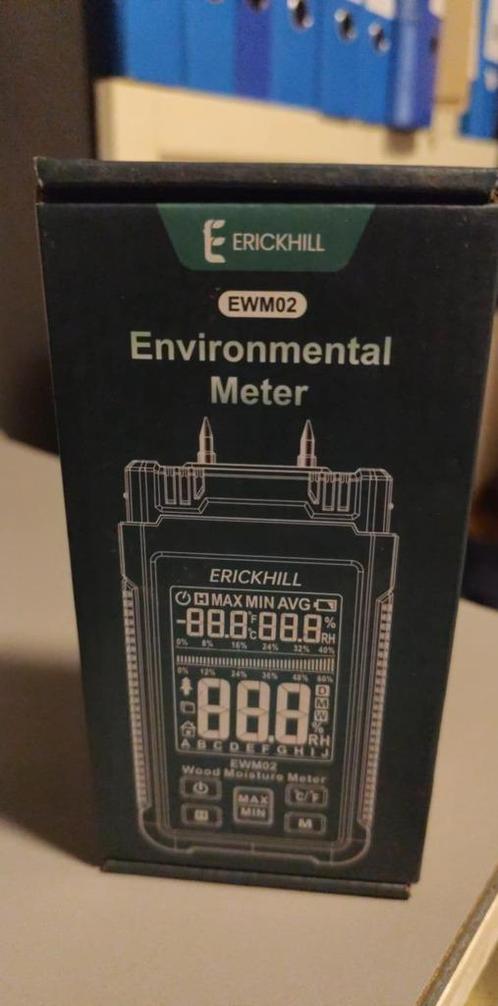 ERICKHILL
EWM02
Environmental
Meter
ERICKHILL
H MAX MIN AVG
-88.8°F°C 88.8%RH
0% 8% 16% 24% 32% 40%
0% 12% 24% 36% 48% 60%
88.8%RH
D
M
W
A B C D E F G H I J
EWM02
Wood Moisture Meter
MAX
MIN
°C/°F
H
M